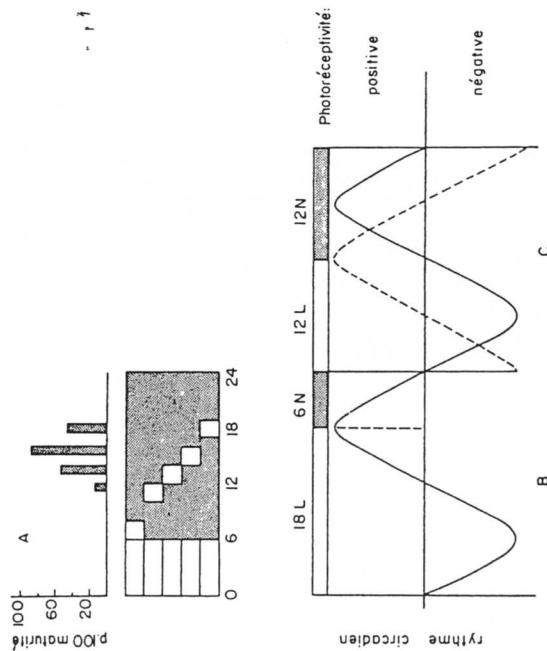 A
p.100 maturité
100
60
20
0
6
12
18
24
Photoréceptivité:
18 L
6 N
12 L
12 N
positive
négative
rythme circadien
B
C